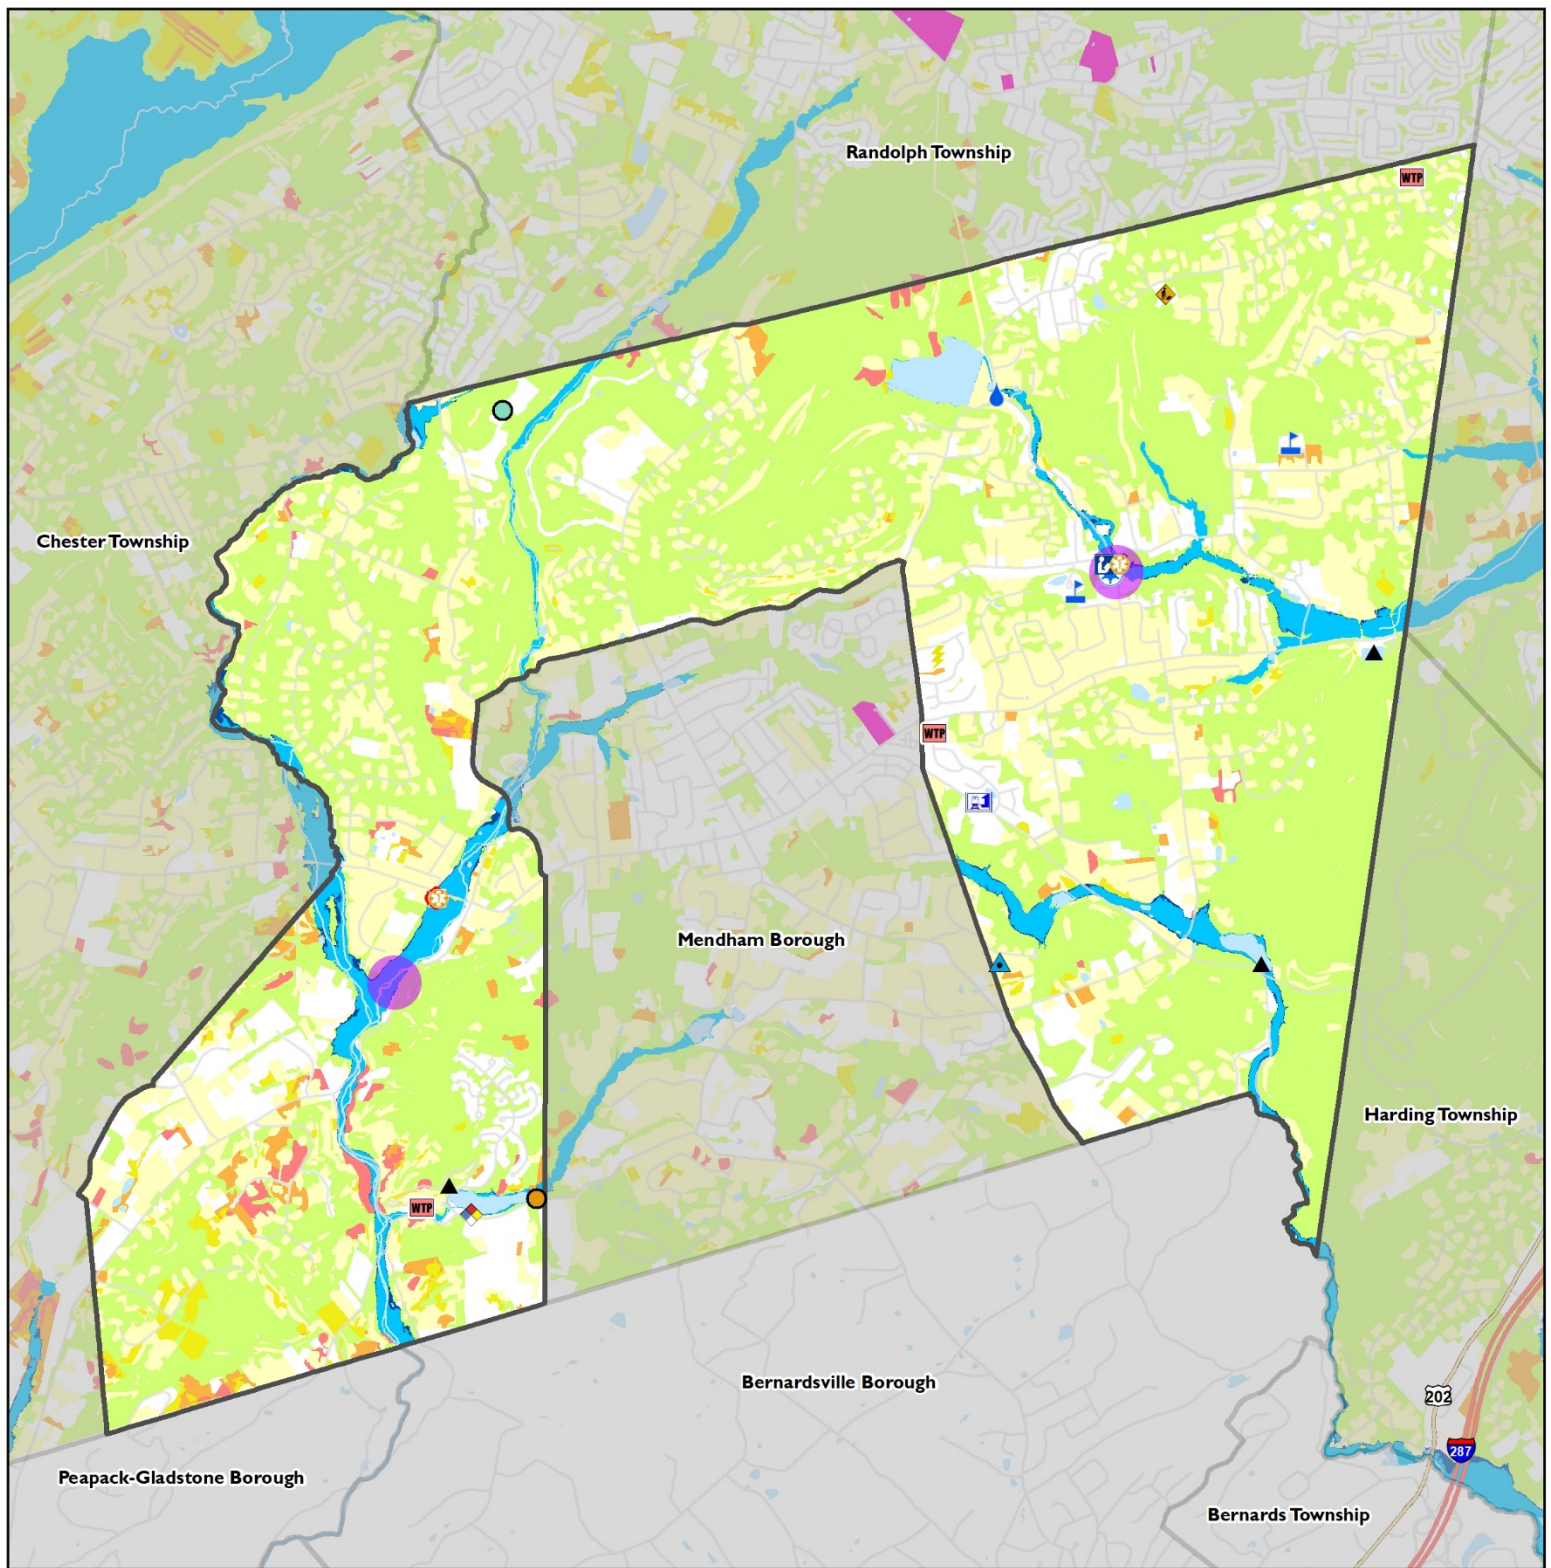 Randolph Township
WTP
Chester Township
WTP
Mendham Borough
Harding Township
WTP
Bernardsville Borough
202
287
Peapack-Gladstone Borough
Bernards Township